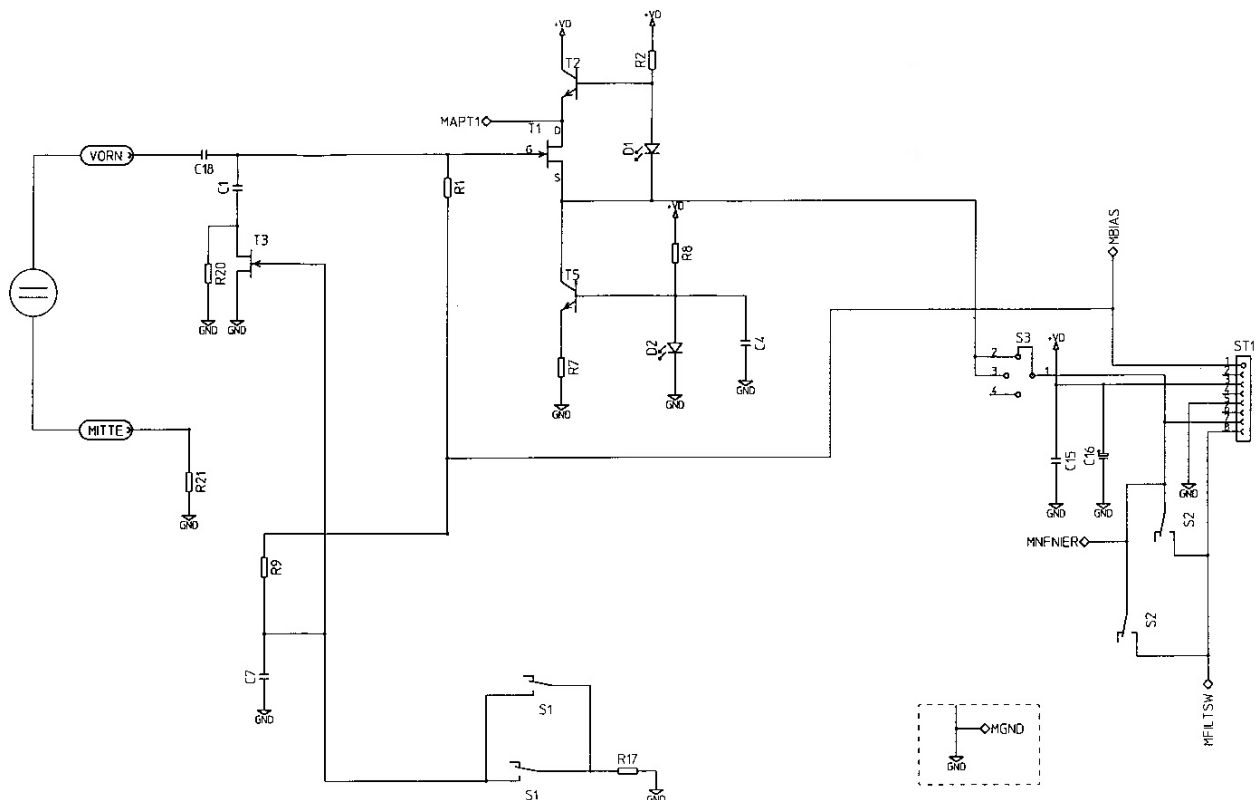 +VD
+VD
T2
R2
MAPT1
T1
D
G
S
D1
VORN
C18
C1
R1
R20
T3
GND
GND
+VD
R8
T5
D2
C4
R7
GND
GND
GND
MBIAS
S3
2
3
4
1
+VD
ST1
1
2
3
4
5
6
7
8
MITTE
R21
GND
C15
C16
GND
GND
GND
S2
MNFNIER
S2
R9
C7
GND
S1
S1
R17
GND
MGND
GND
MFILTSW